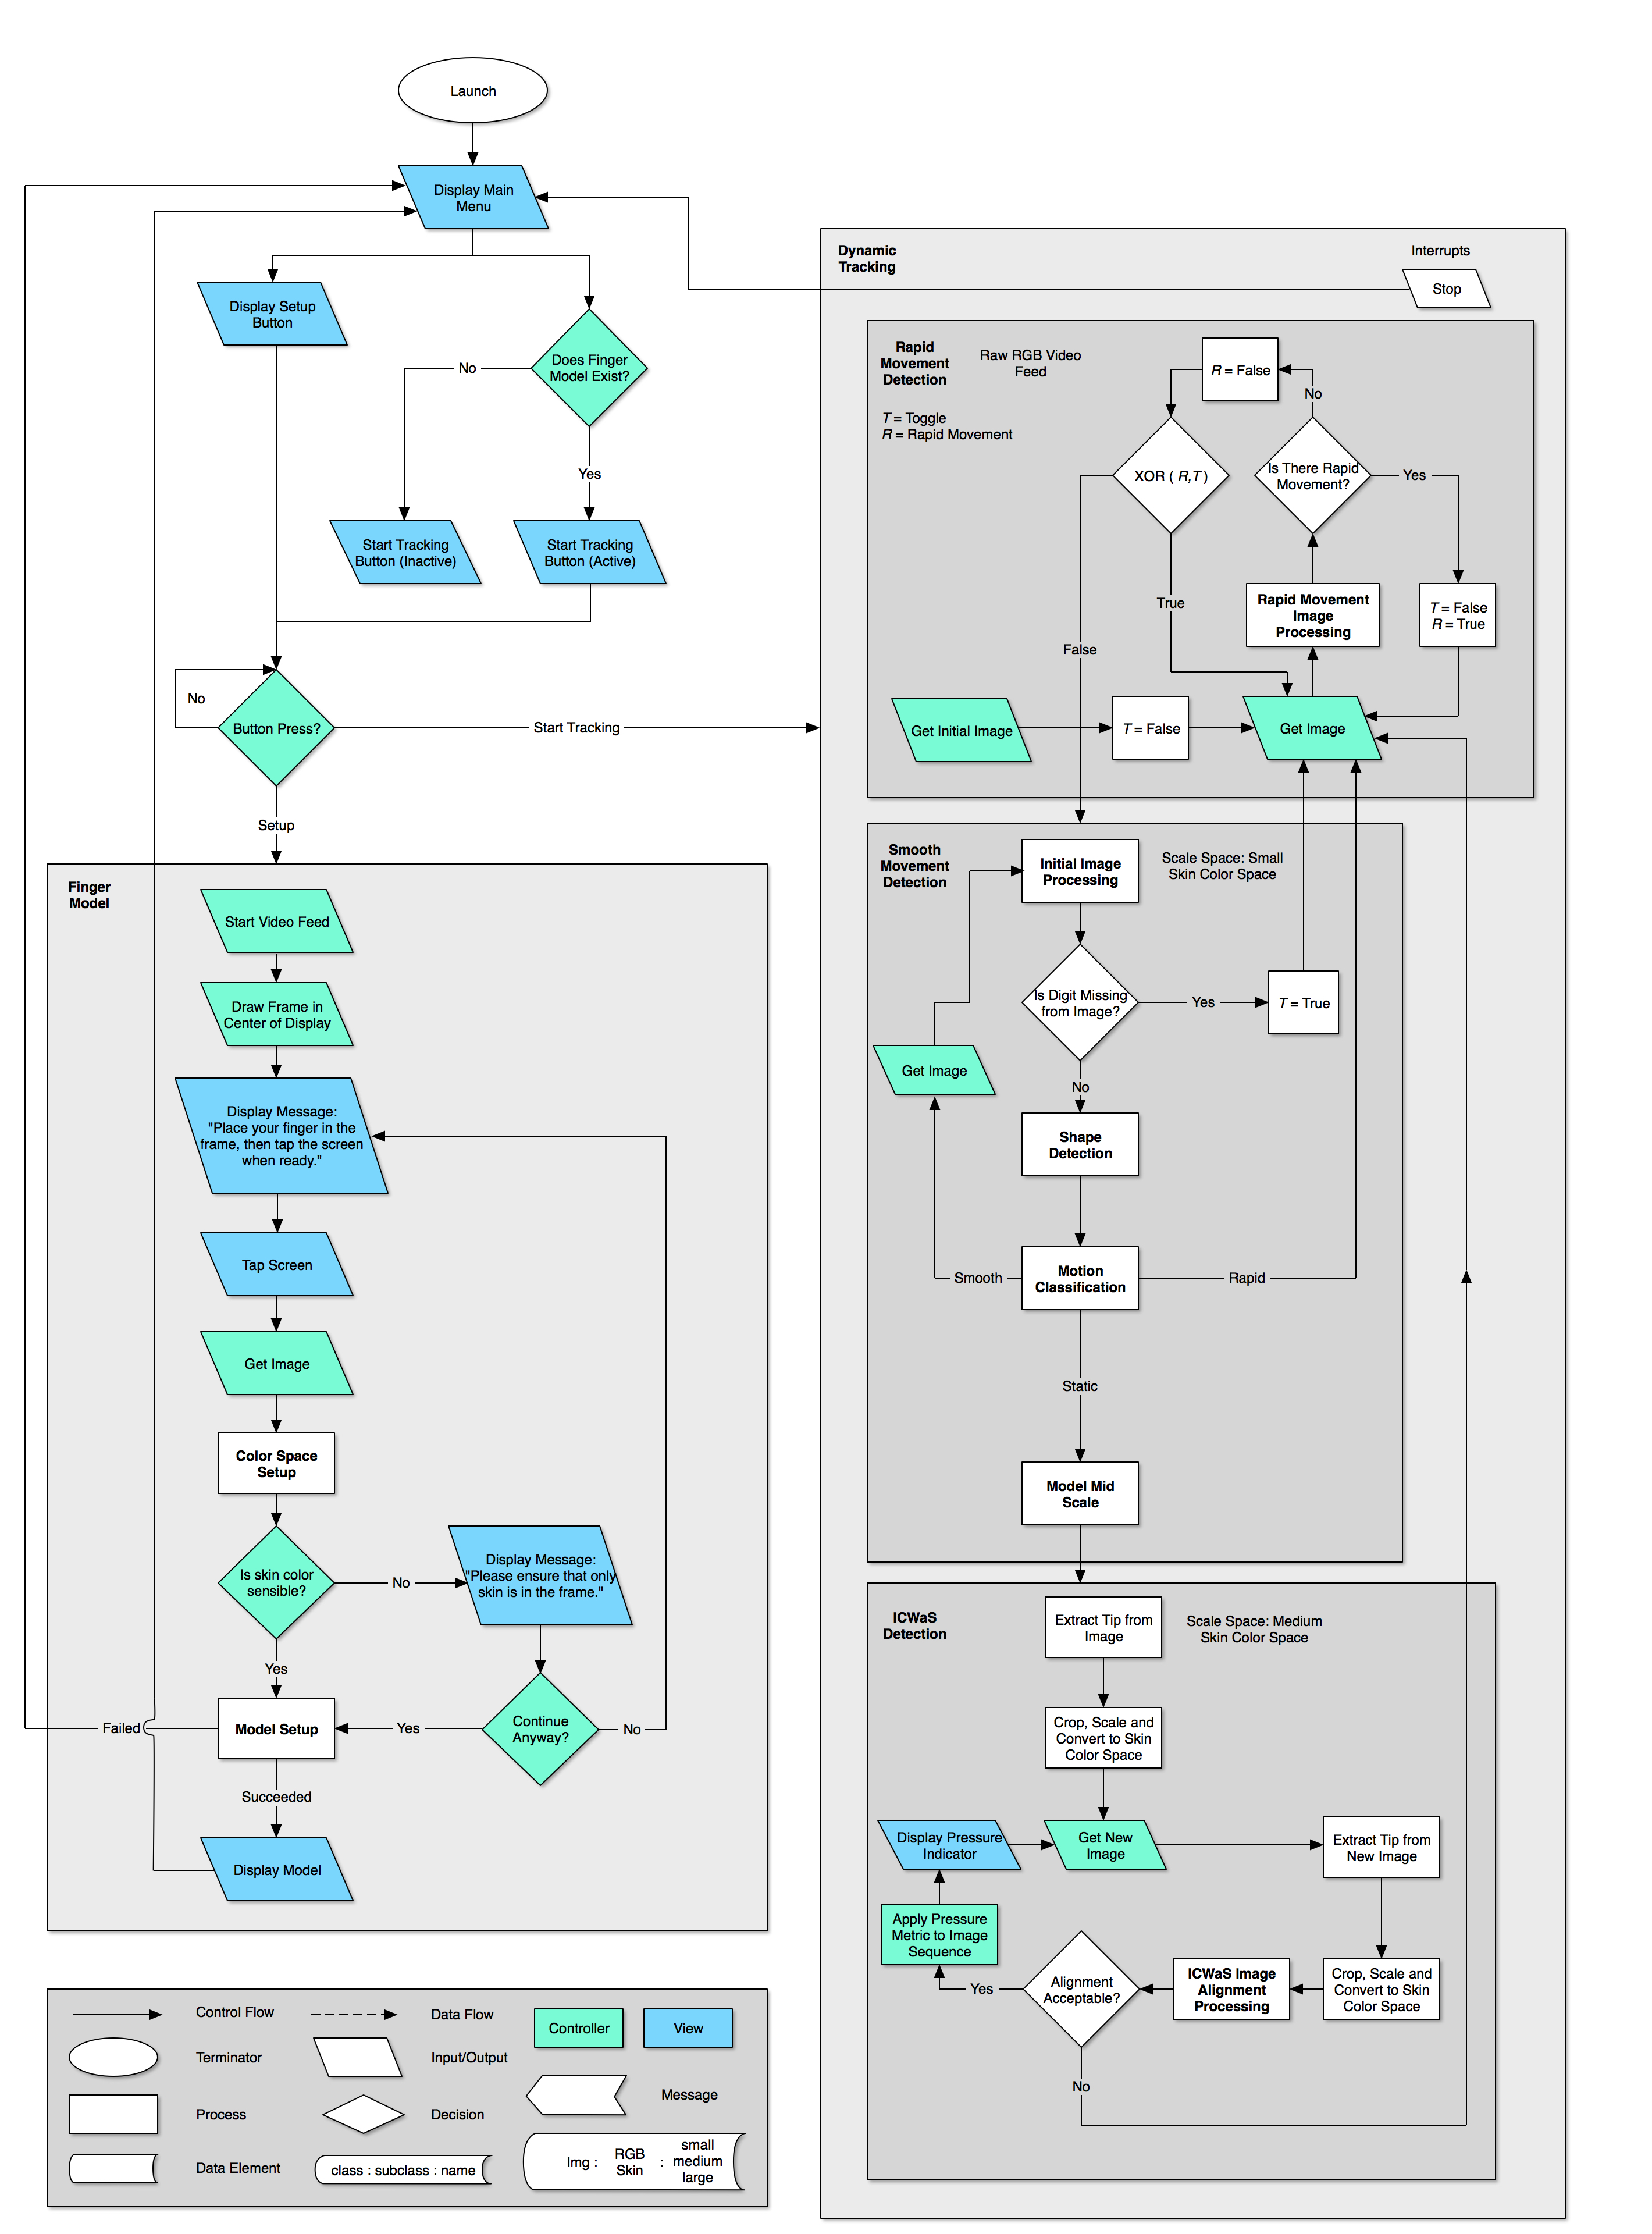 Launch
Display Main
Menu
Display Setup
Button
Does Finger
Model Exist?
No
Yes
Start Tracking
Button (Inactive)
Start Tracking
Button (Active)
No
Button Press?
Start Tracking
Setup
Finger
Model
Start Video Feed
Draw Frame in
Center of Display
Display Message:
"Place your finger in the
frame, then tap the screen
when ready."
Tap Screen
Get Image
Color Space
Setup
Is skin color
sensible?
No
Display Message:
"Please ensure that only
skin is in the frame."
Yes
Failed
Model Setup
Yes
Continue
Anyway?
No
Succeeded
Display Model
Control Flow
Data Flow
Controller
View
Terminator
Input/Output
Message
Process
Decision
Data Element
class : subclass : name
Img :
RGB
Skin
:
small
medium
large
Dynamic
Tracking
Interrupts
Stop
Rapid
Movement
Detection
Raw RGB Video
Feed
T = Toggle
R = Rapid Movement
R = False
No
XOR ( R,T )
Is There Rapid
Movement?
Yes
True
Rapid Movement
Image
Processing
T = False
R = True
False
Get Initial Image
T = False
Get Image
Smooth
Movement
Detection
Initial Image
Processing
Scale Space: Small
Skin Color Space
Is Digit Missing
from Image?
Yes
T = True
Get Image
No
Shape
Detection
Smooth
Motion
Classification
Rapid
Static
Model Mid
Scale
ICWaS
Detection
Extract Tip from
Image
Scale Space: Medium
Skin Color Space
Crop, Scale and
Convert to Skin
Color Space
Display Pressure
Indicator
Get New
Image
Extract Tip from
New Image
Apply Pressure
Metric to Image
Sequence
Yes
Alignment
Acceptable?
ICWaS Image
Alignment
Processing
Crop, Scale and
Convert to Skin
Color Space
No